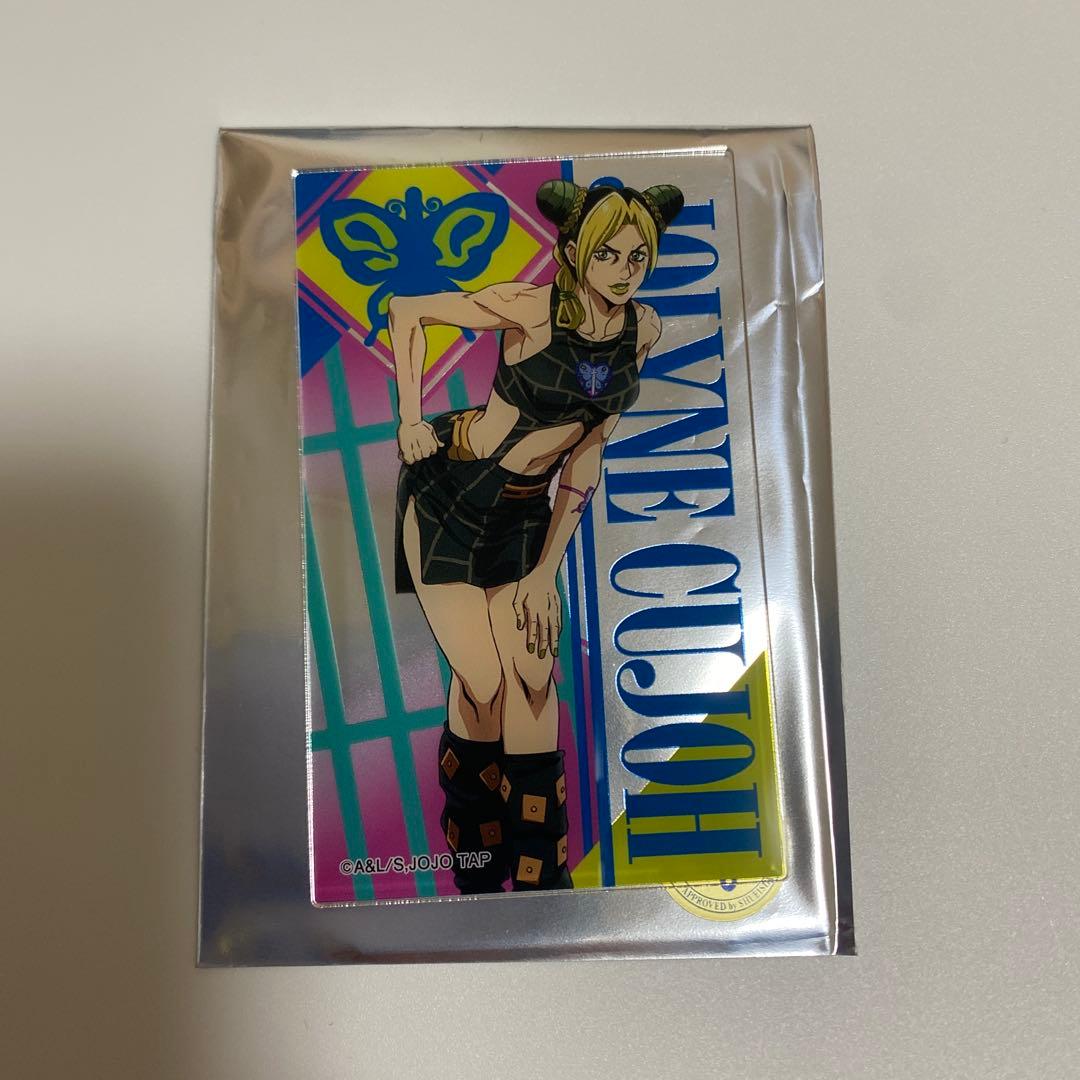 JOLYNE CUJOH
©A&L/S,JOJO TAP
APPROVED by SHUEISHA